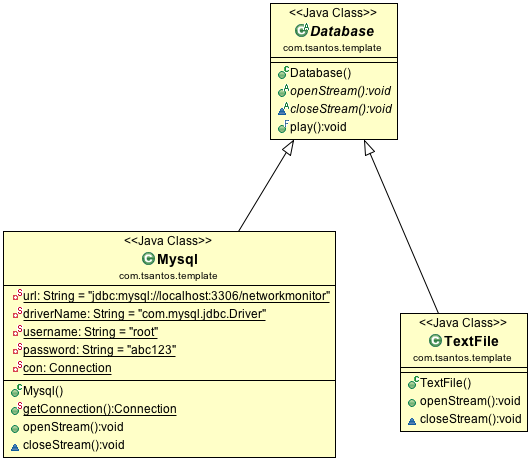 <<Java Class>>
Database
com.tsantos.template
Database()
openStream():void
closeStream():void
play():void
<<Java Class>>
Mysql
com.tsantos.template
url: String = "jdbc:mysql://localhost:3306/networkmonitor"
driverName: String = "com.mysql.jdbc.Driver"
username: String = "root"
password: String = "abc123"
con: Connection
Mysql()
getConnection():Connection
openStream():void
closeStream():void
<<Java Class>>
TextFile
com.tsantos.template
TextFile()
openStream():void
closeStream():void